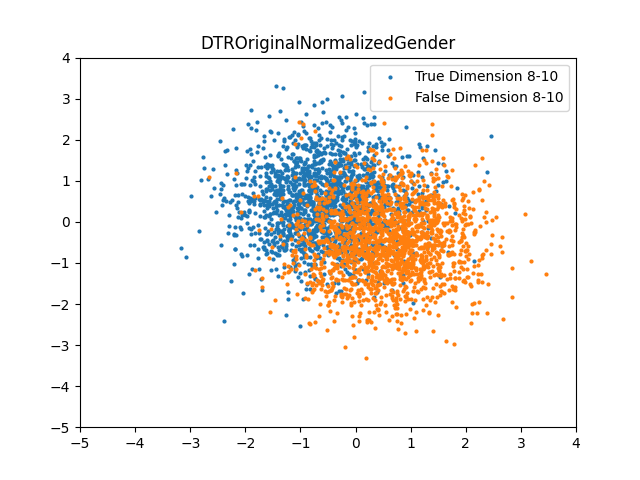 DTROriginalNormalizedGender
True Dimension 8-10
False Dimension 8-10
4
3
2
1
0
−1
−2
−3
−4
−5
−5 −4 −3 −2 −1 0 1 2 3 4